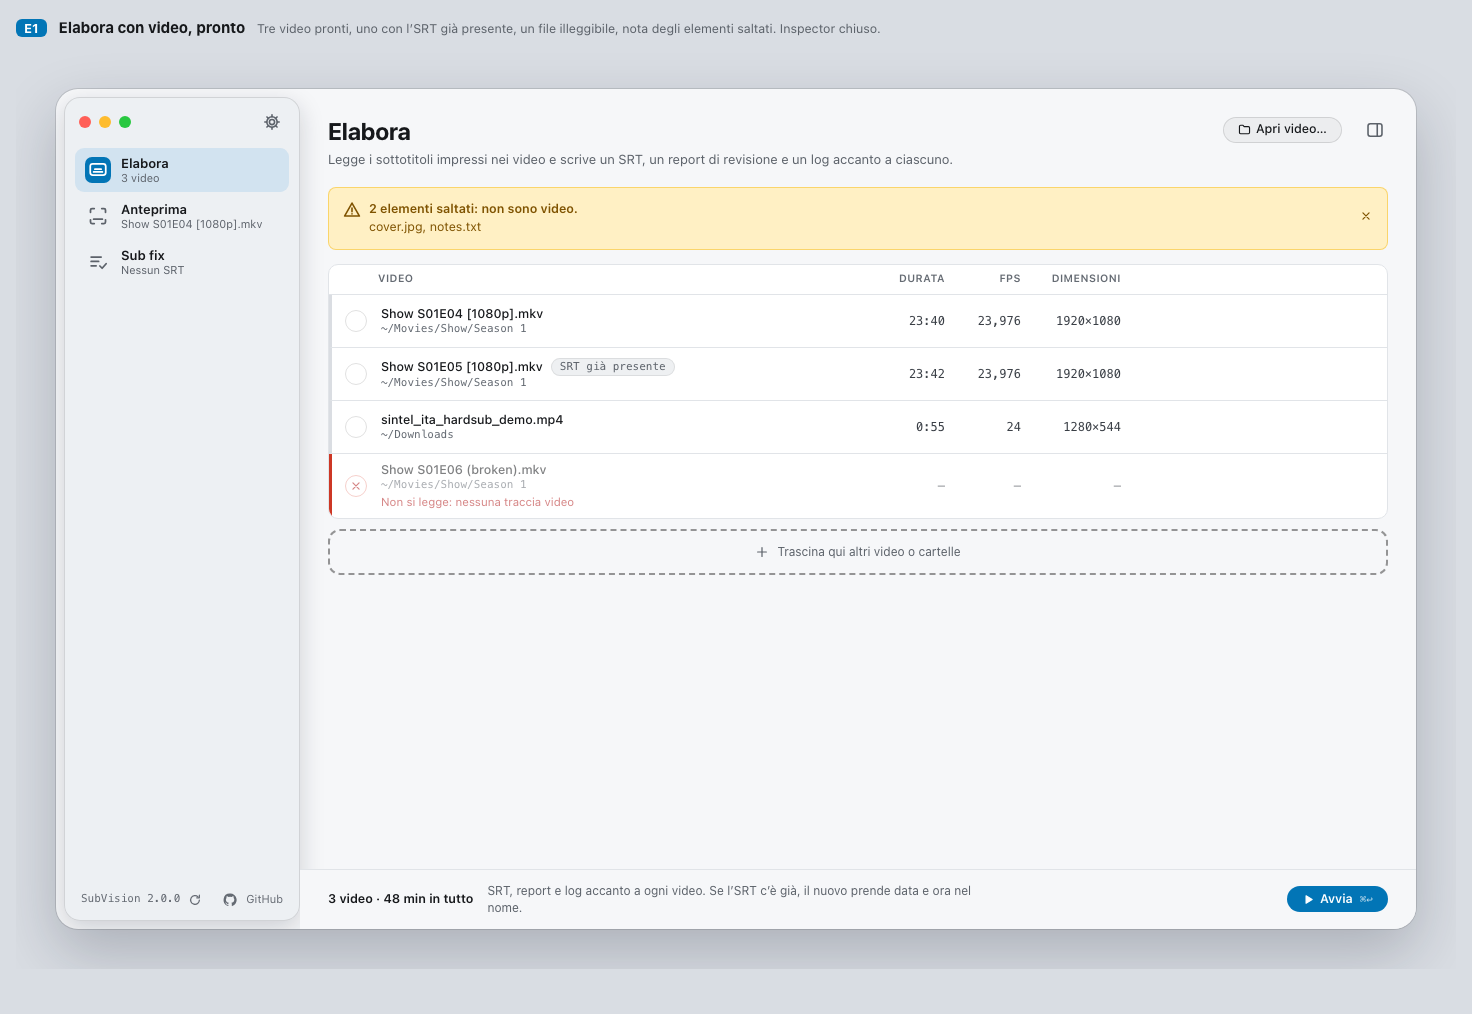 E1 Elabora con video, pronto Tre video pronti, uno con l'SRT già presente, un file illeggibile, nota degli elementi saltati. Inspector chiuso.
Elabora
3 video
Anteprima
Show S01E04 [1080p].mkv
Sub fix
Nessun SRT
SubVision 2.0.0 GitHub
Elabora
Apri video…
Legge i sottotitoli impressi nei video e scrive un SRT, un report di revisione e un log accanto a ciascuno.
2 elementi saltati: non sono video.
cover.jpg, notes.txt
VIDEO DURATA FPS DIMENSIONI
Show S01E04 [1080p].mkv
~/Movies/Show/Season 1
23:40 23,976 1920×1080
Show S01E05 [1080p].mkv SRT già presente
~/Movies/Show/Season 1
23:42 23,976 1920×1080
sintel_ita_hardsub_demo.mp4
~/Downloads
0:55 24 1280×544
Show S01E06 (broken).mkv
~/Movies/Show/Season 1
Non si legge: nessuna traccia video
— — —
Trascina qui altri video o cartelle
3 video · 48 min in tutto
SRT, report e log accanto a ogni video. Se l'SRT c'è già, il nuovo prende data e ora nel
nome.
Avvia ⌘↩